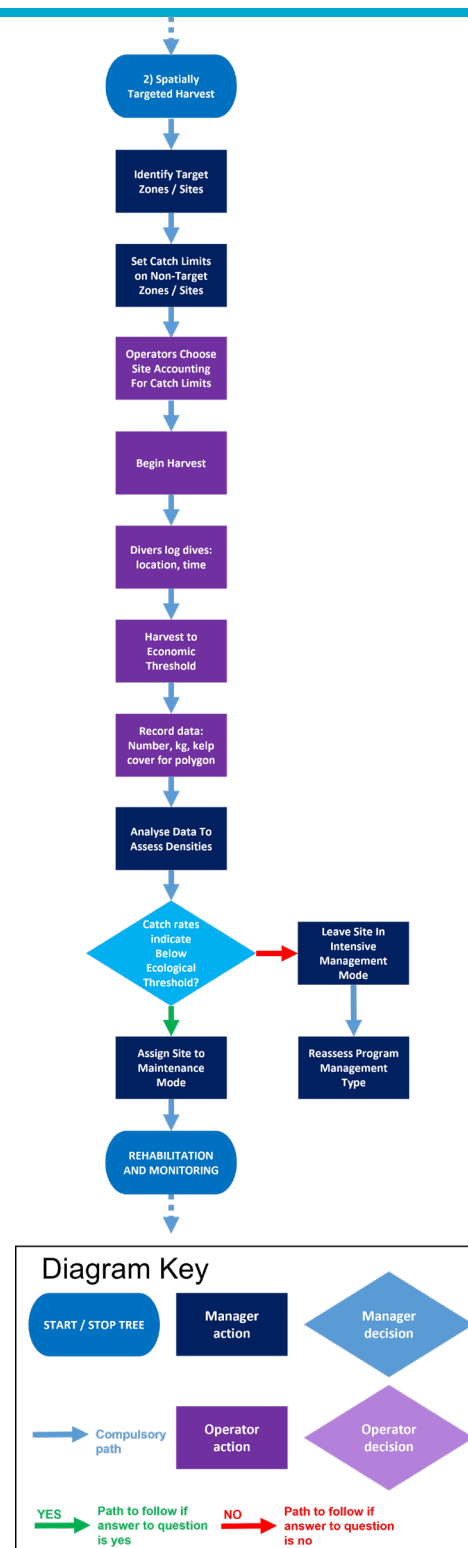 2) Spatially
Targeted Harvest
Identify Target
Zones / Sites
Set Catch Limits
on Non-Target
Zones / Sites
Operators Choose
Site Accounting
For Catch Limits
Begin Harvest
Divers log dives:
location, time
Harvest to
Economic
Threshold
Record data:
Number, kg, kelp
cover for polygon
Analyse Data To
Assess Densities
Catch rates
indicate
Below
Ecological
Threshold?
Leave Site In
Intensive
Management
Mode
Assign Site to
Maintenance
Mode
Reassess Program
Management
Type
REHABILITATION
AND MONITORING
Diagram Key
START / STOP TREE
Manager
action
Manager
decision
Compulsory
path
Operator
action
Operator
decision
YES
Path to follow if
answer to question
is yes
NO
Path to follow if
answer to question
is no